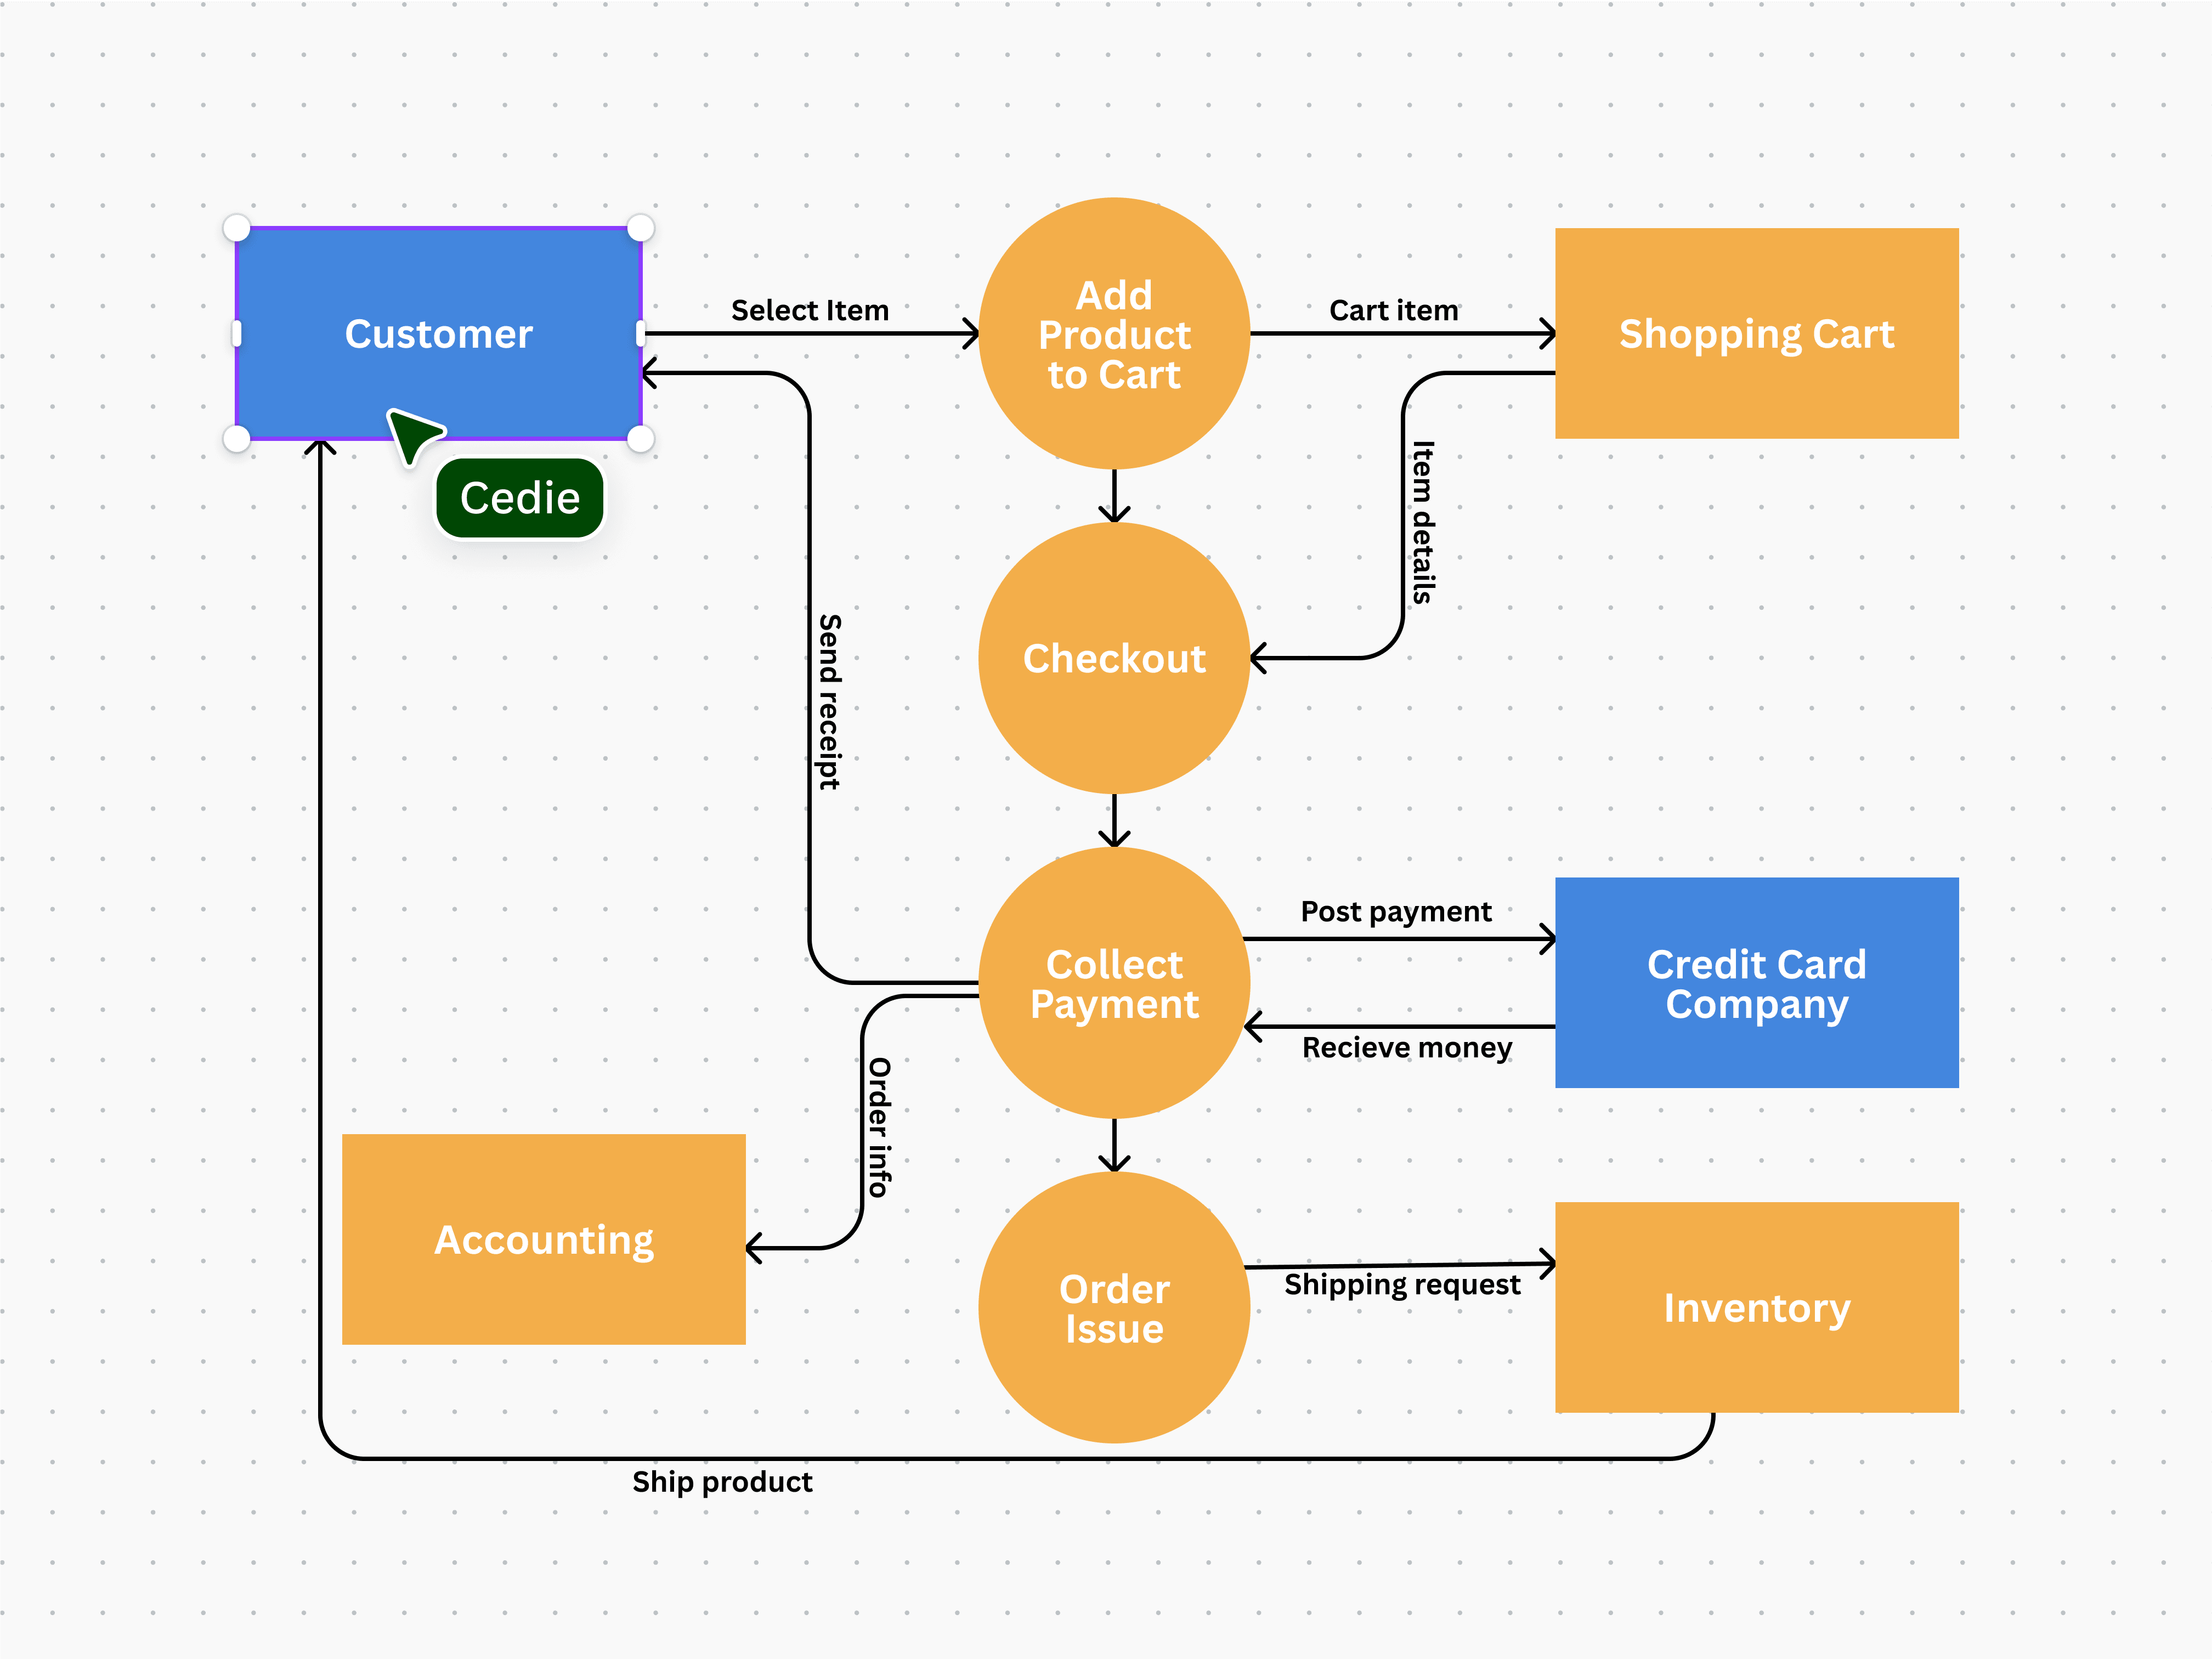 Customer
Select Item
Add
Product
to Cart
Cart item
Shopping Cart
Cedie
Item details
Send receipt
Checkout
Post payment
Collect
Payment
Credit Card
Company
Recieve money
Order info
Accounting
Order
Issue
Shipping request
Inventory
Ship product